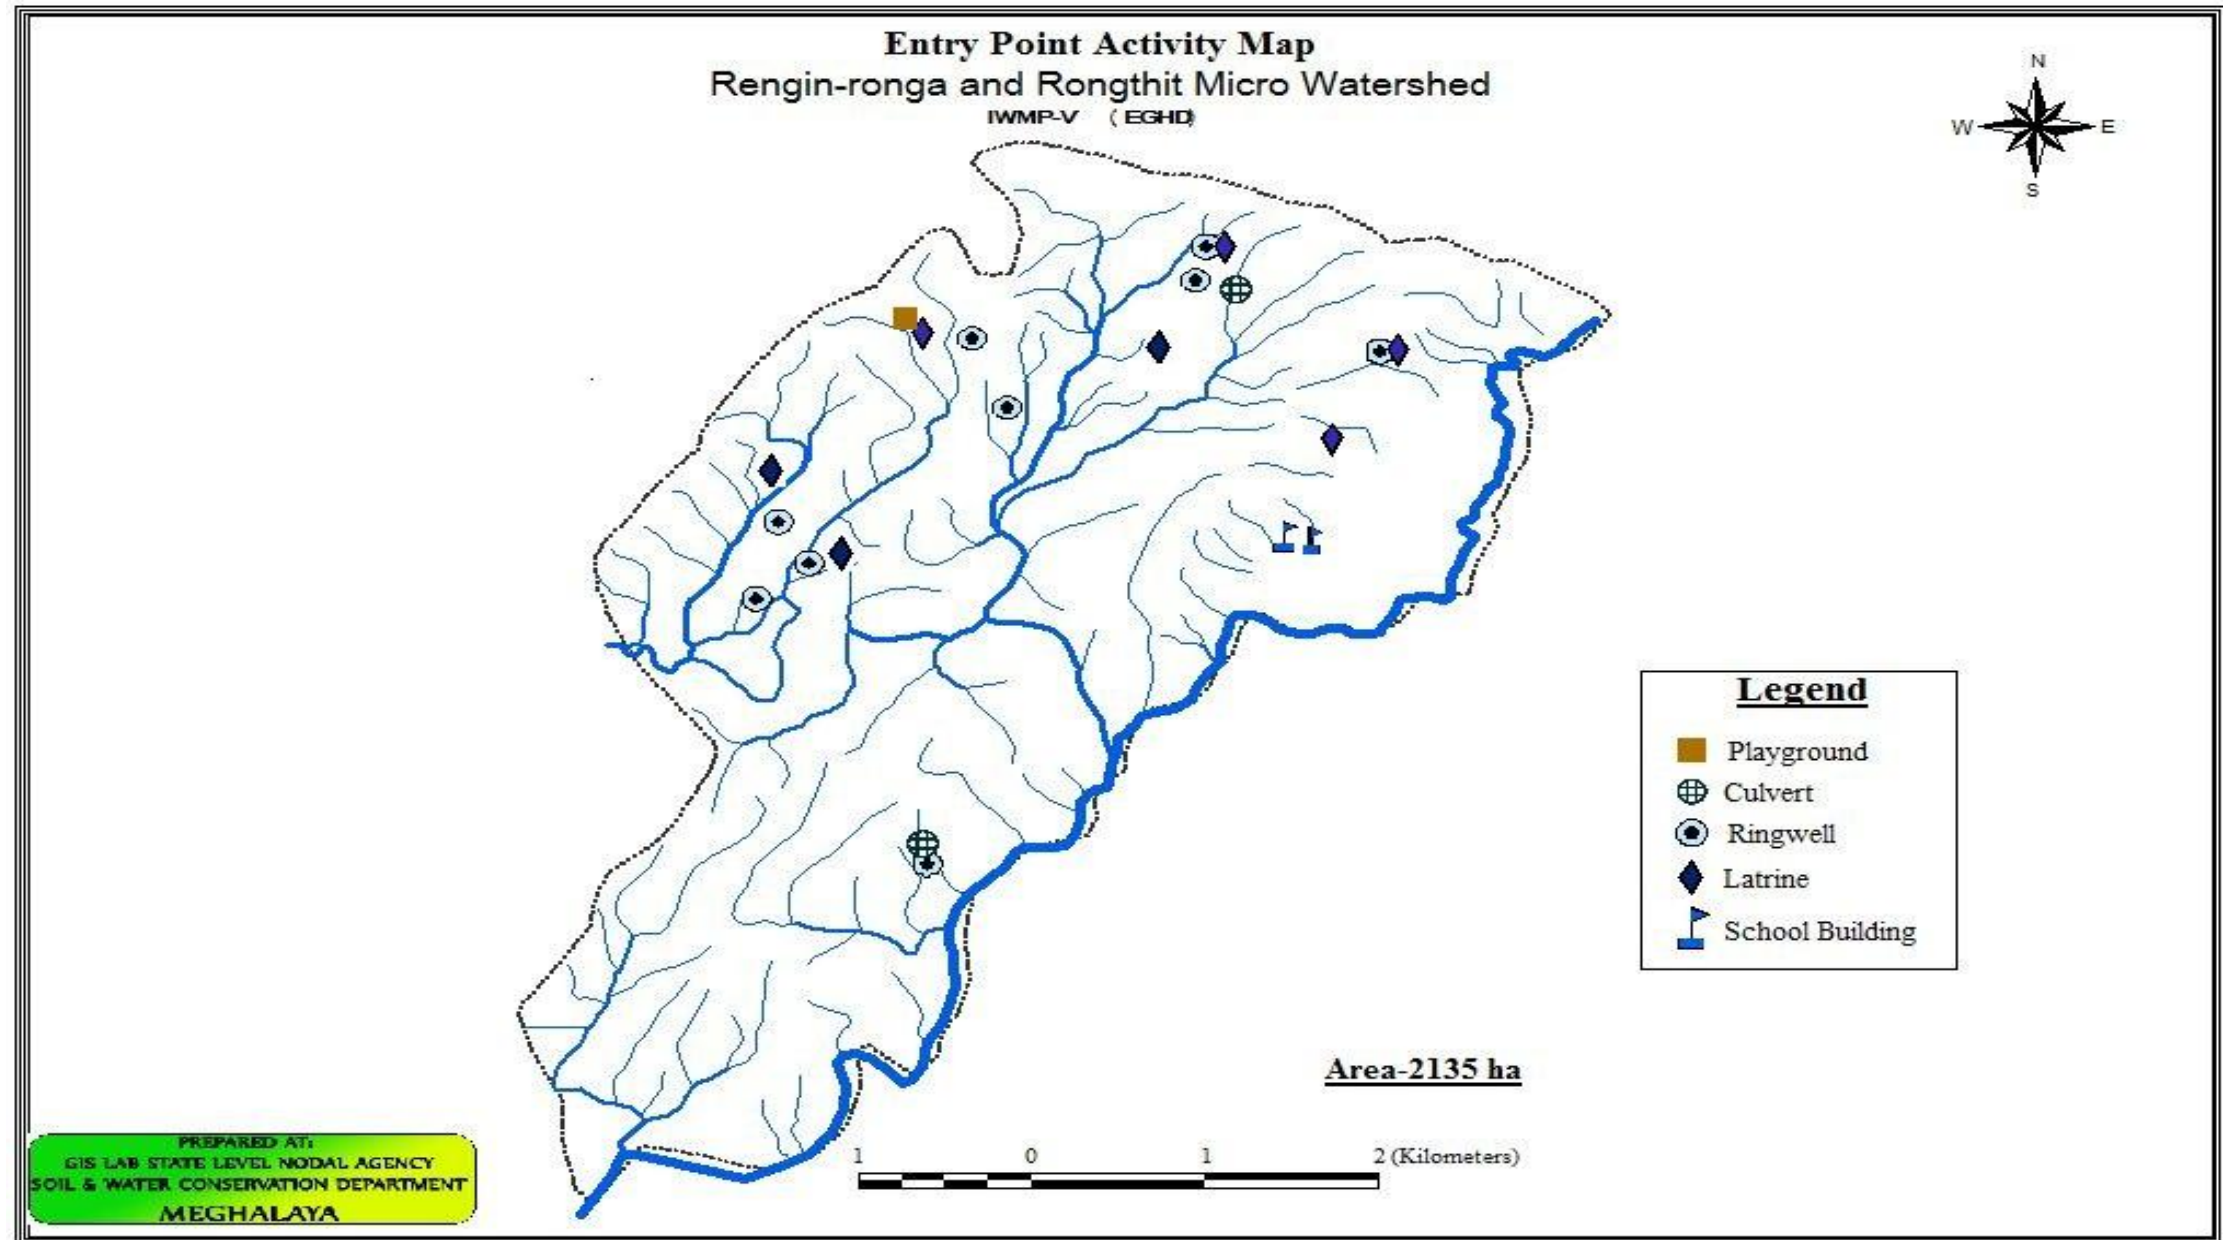 Entry Point Activity Map
Rengin-ronga and Rongthit Micro Watershed
IWMP-V ( EGHD)
N
W E
S
Legend
Playground
Culvert
Ringwell
Latrine
School Building
Area-2135 ha
1 0 1 2 (Kilometers)
PREPARED AT:
GIS LAB STATE LEVEL NODAL AGENCY
SOIL & WATER CONSERVATION DEPARTMENT
MEGHALAYA